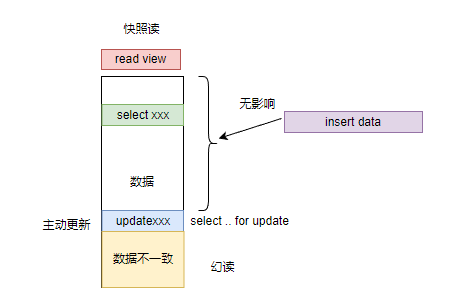 快照读
read view
select xxx
无影响
insert data
数据
主动更新
updatexxx
select .. for update
数据不一致
幻读